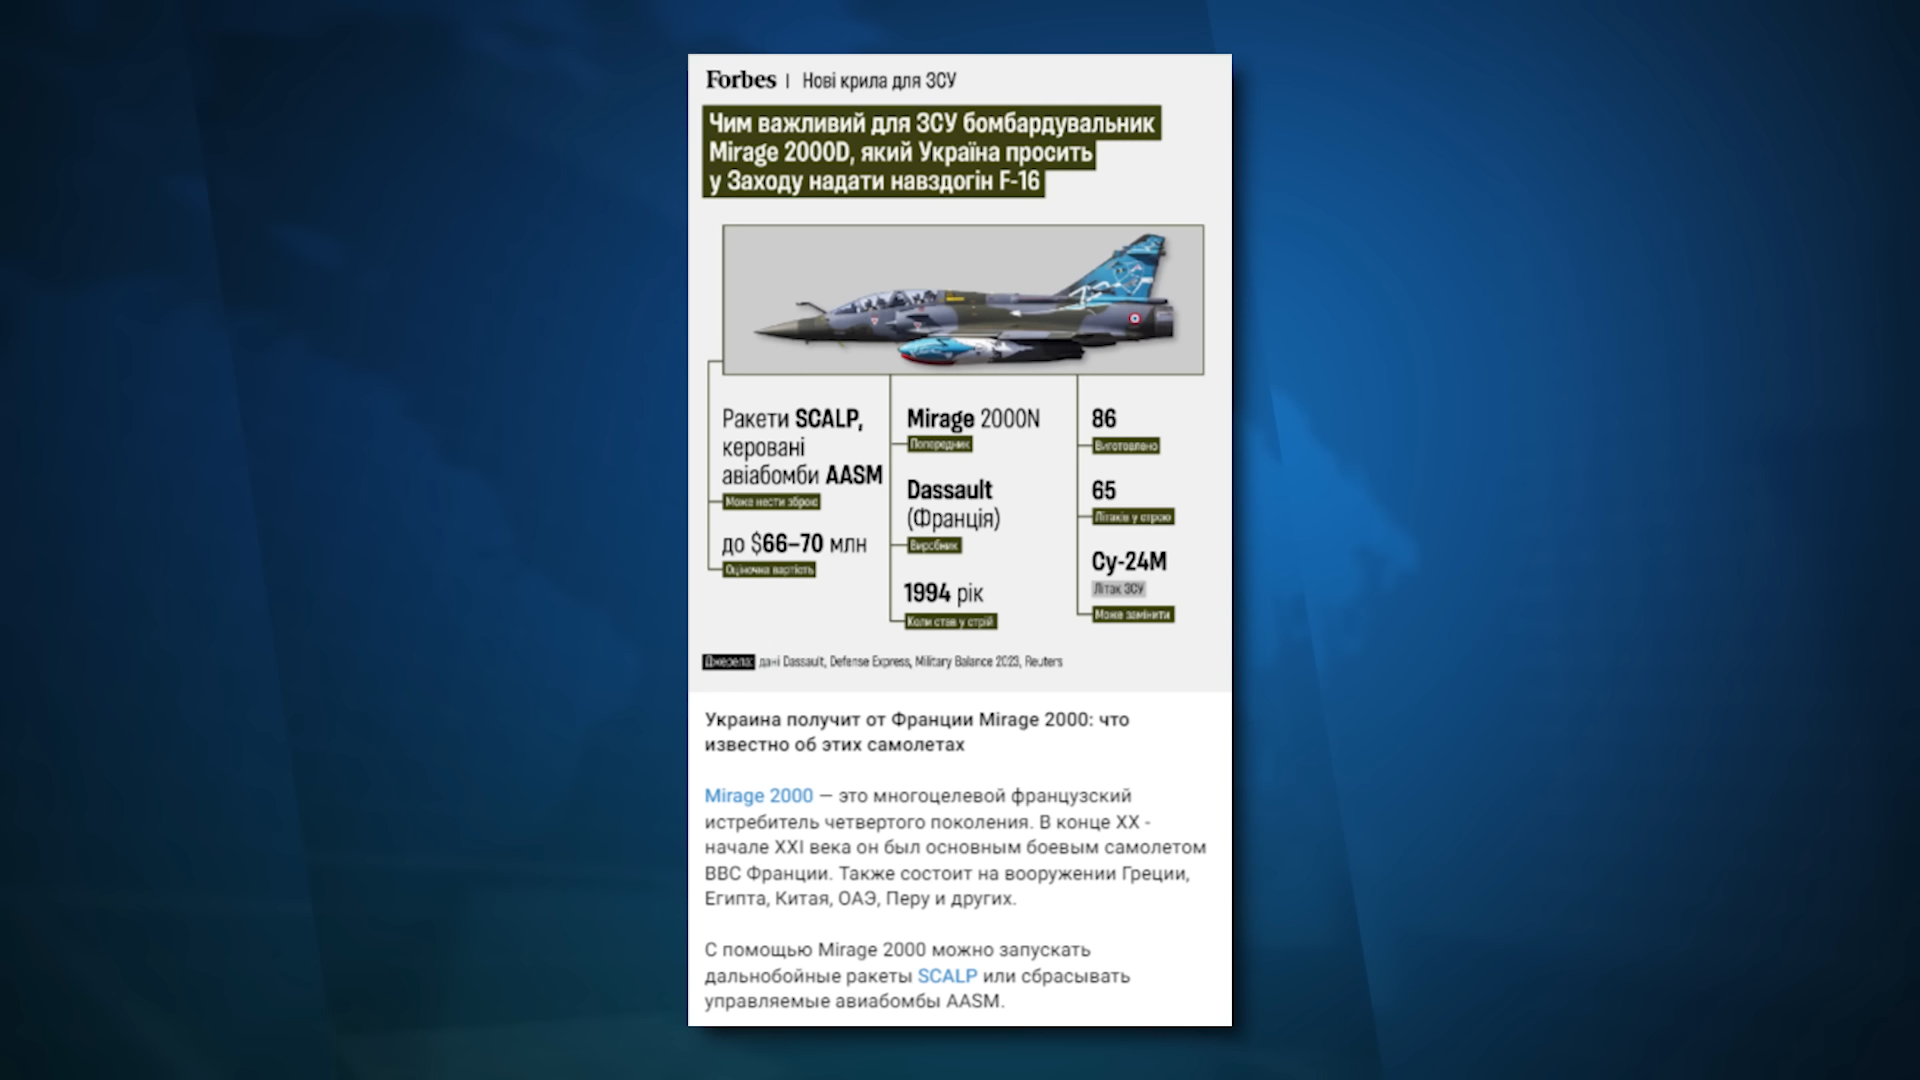 Forbes | Нові крила для ЗСУ
Чим важливий для ЗСУ бомбардувальник
Mirage 2000D, який Україна просить
у Заходу надати навздогін F-16
Ракети SCALP,
керовані
авіабомби AASM
Може нести зброю
до $66–70 млн
Оціночна вартість
Mirage 2000N
Попередник
Dassault
(Франція)
Виробник
1994 рік
Коли став у стрій
86
Виготовлено
65
Літаків у строю
Су-24М
Літак ЗСУ
Може замінити
Джерела: дані Dassault, Defense Express, Military Balance 2023, Reuters
Украина получит от Франции Mirage 2000: что
известно об этих самолетах
Mirage 2000 — это многоцелевой французский
истребитель четвертого поколения. В конце XX -
начале XXI века он был основным боевым самолетом
ВВС Франции. Также состоит на вооружении Греции,
Египта, Китая, ОАЭ, Перу и других.
С помощью Mirage 2000 можно запускать
дальнобойные ракеты SCALP или сбрасывать
управляемые авиабомбы AASM.